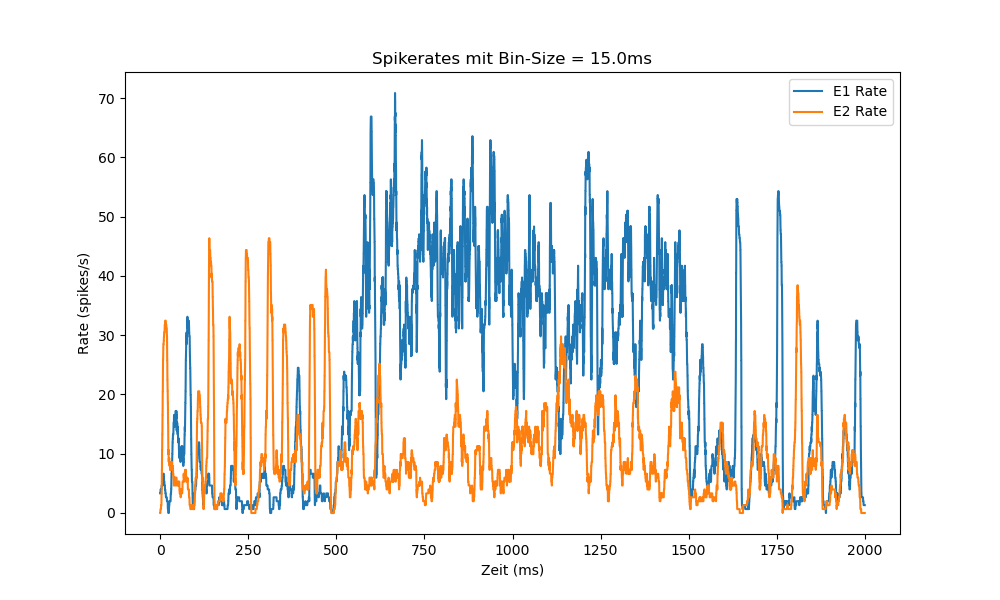 Spikerates mit Bin-Size = 15.0ms
E1 Rate
E2 Rate
Rate (spikes/s)
70
60
50
40
30
20
10
0
0 250 500 750 1000 1250 1500 1750 2000
Zeit (ms)